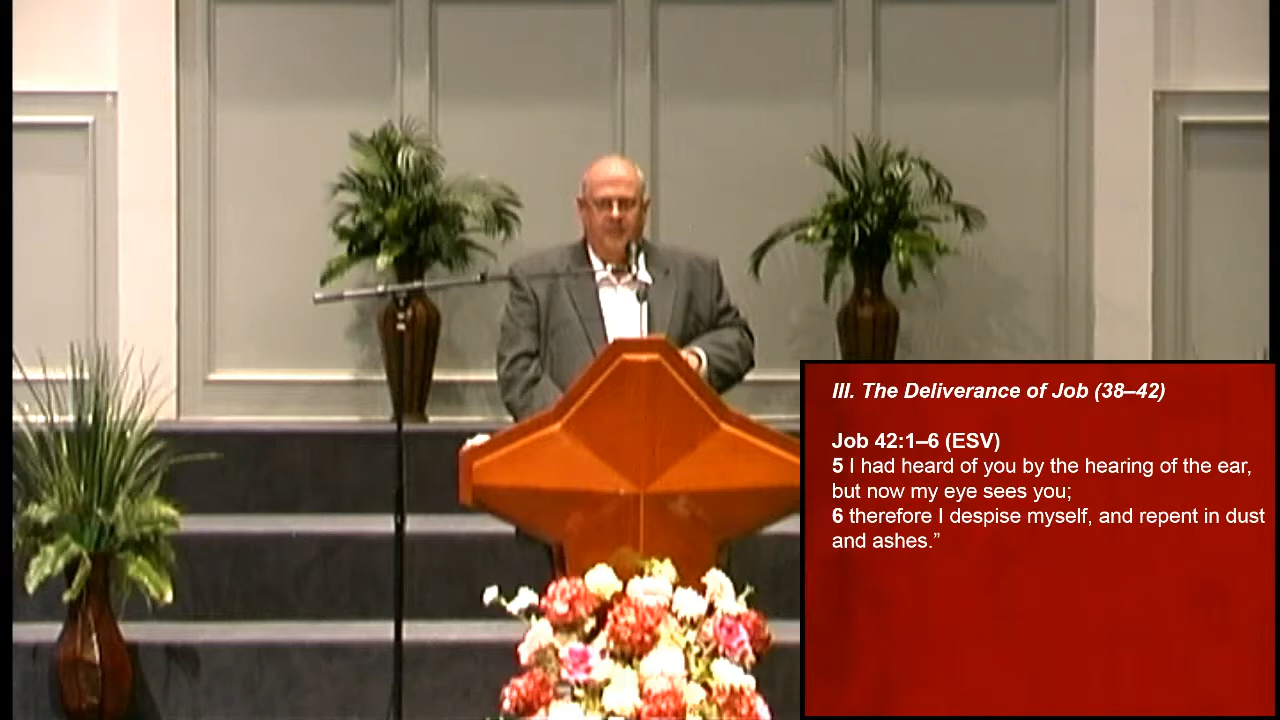 III. The Deliverance of Job (38–42)
Job 42:1–6 (ESV)
5 I had heard of you by the hearing of the ear,
but now my eye sees you;
6 therefore I despise myself, and repent in dust
and ashes.”